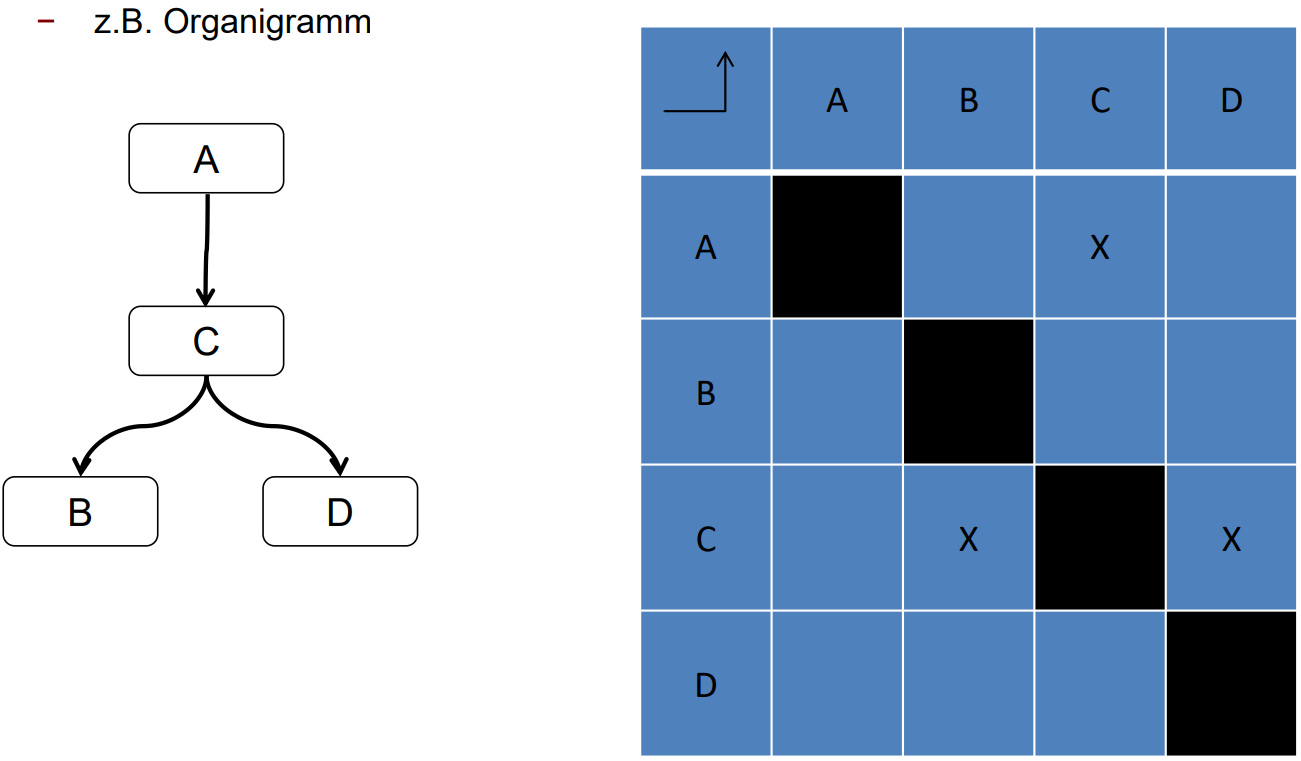 – z.B. Organigramm
A
C
B D
A B C D
A X
B
C X X
D